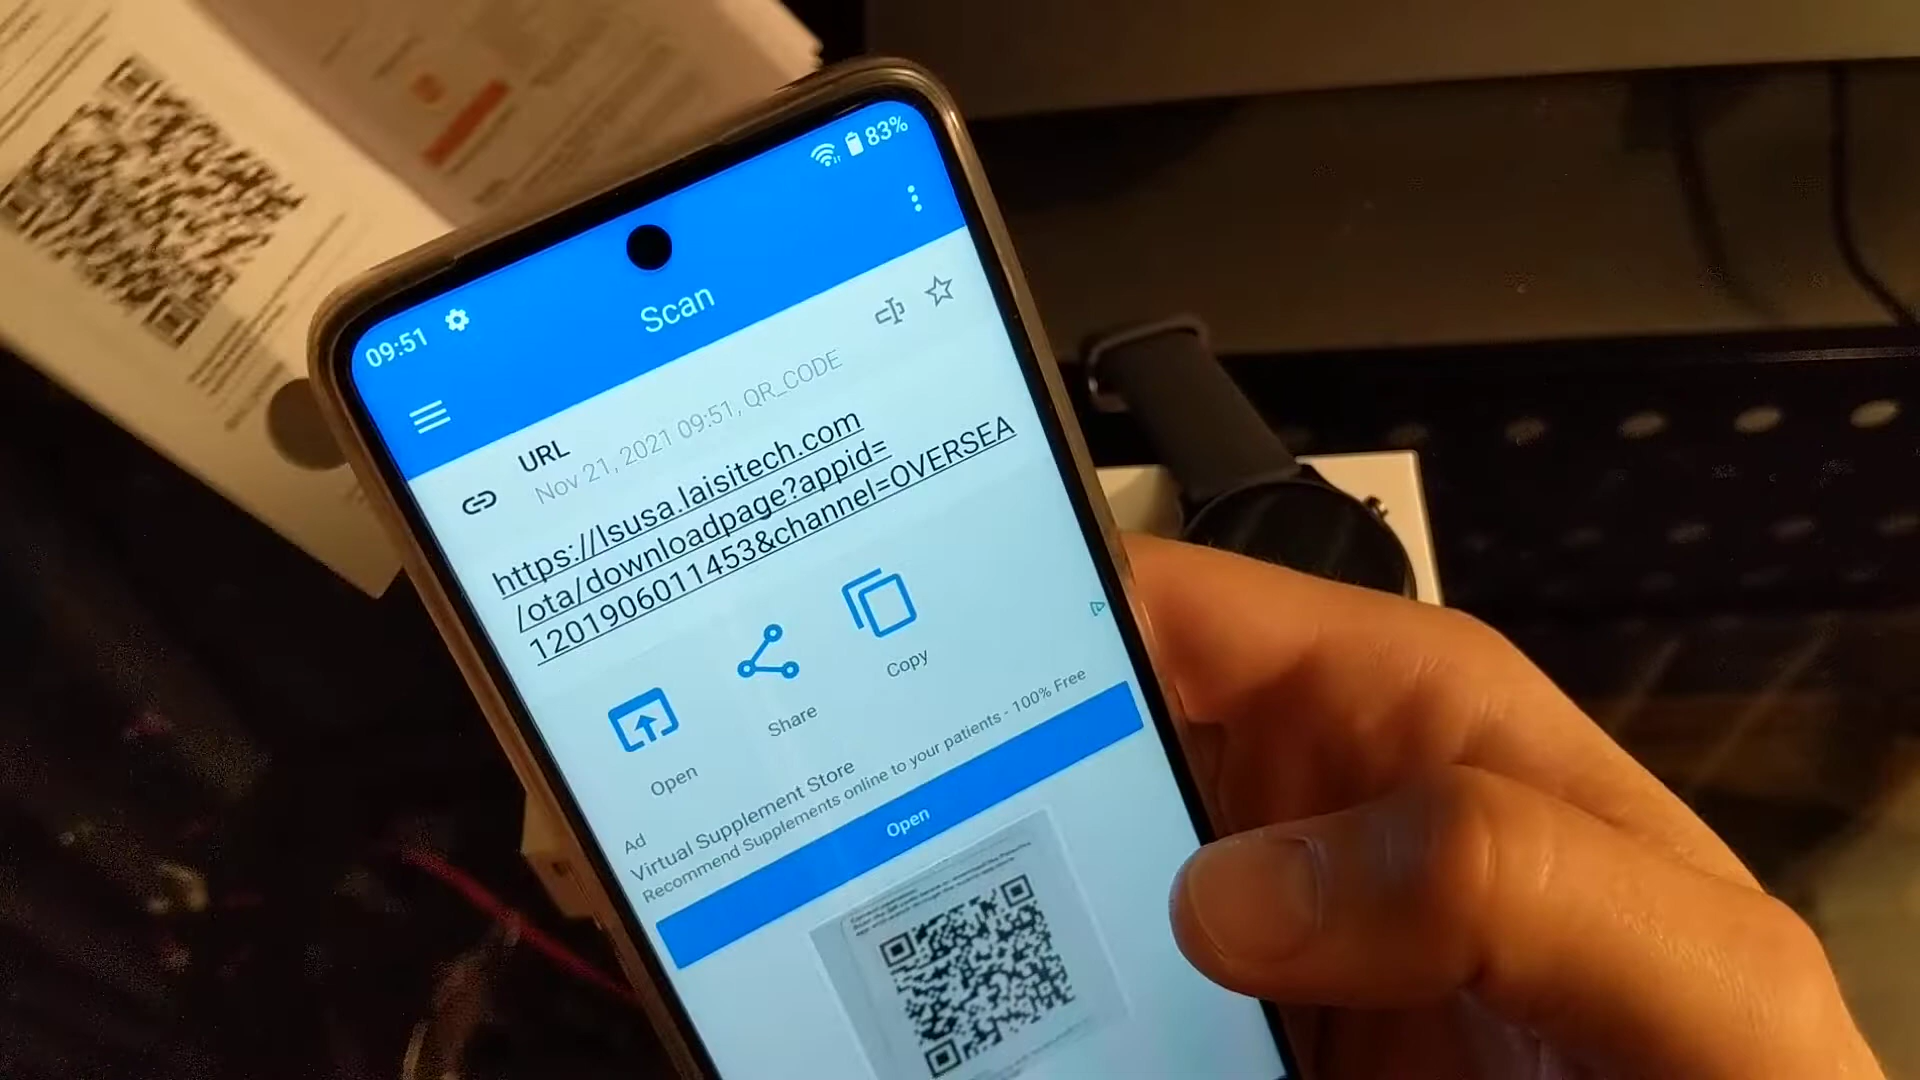 09:51
83%
Scan
URL
Nov 21, 2021 09:51, QR_CODE
https://lsusa.laisitech.com
/ota/downloadpage?appid=
1201906011453&channel=OVERSEA
Open
Share
Copy
Ad
Virtual Supplement Store
Recommend Supplements online to your patients - 100% Free
Open